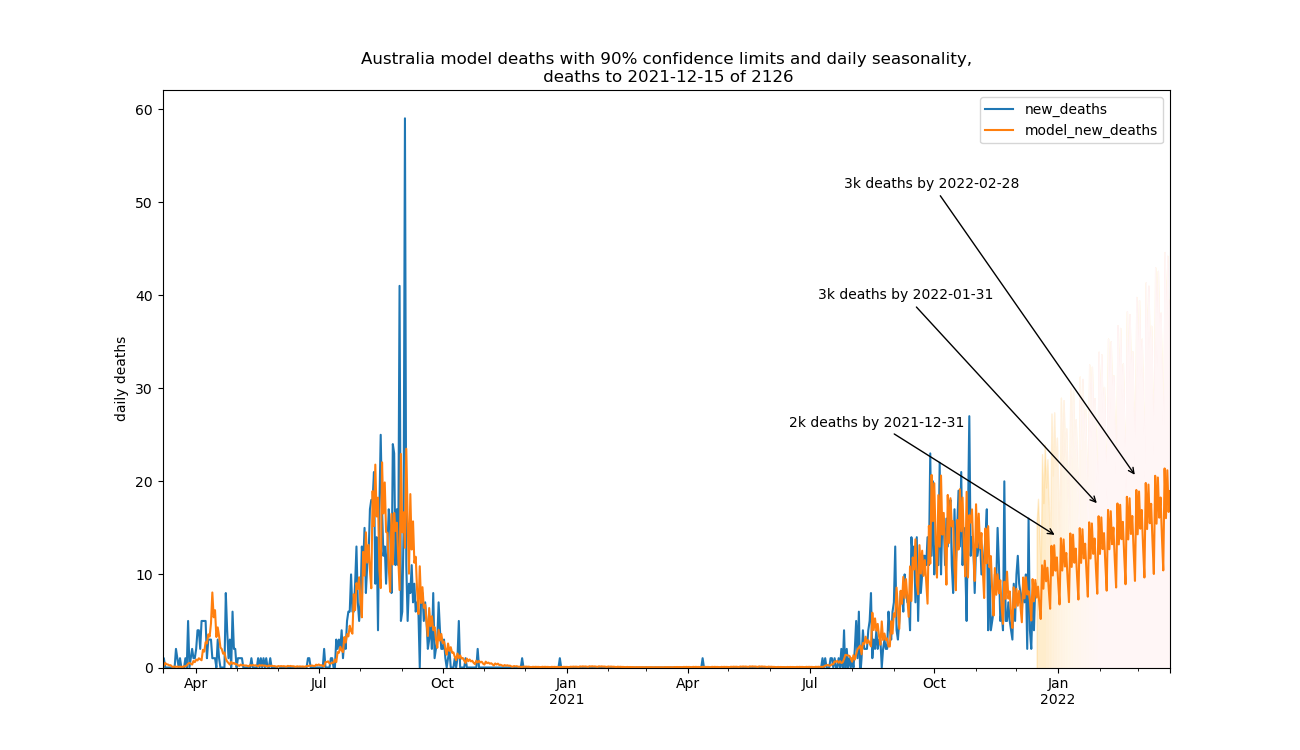 Australia model deaths with 90% confidence limits and daily seasonality,
deaths to 2021-12-15 of 2126
new_deaths
model_new_deaths
3k deaths by 2022-02-28
3k deaths by 2022-01-31
2k deaths by 2021-12-31
daily deaths
60
50
40
30
20
10
0
Apr
Jul
Oct
Jan
2021
Apr
Jul
Oct
Jan
2022